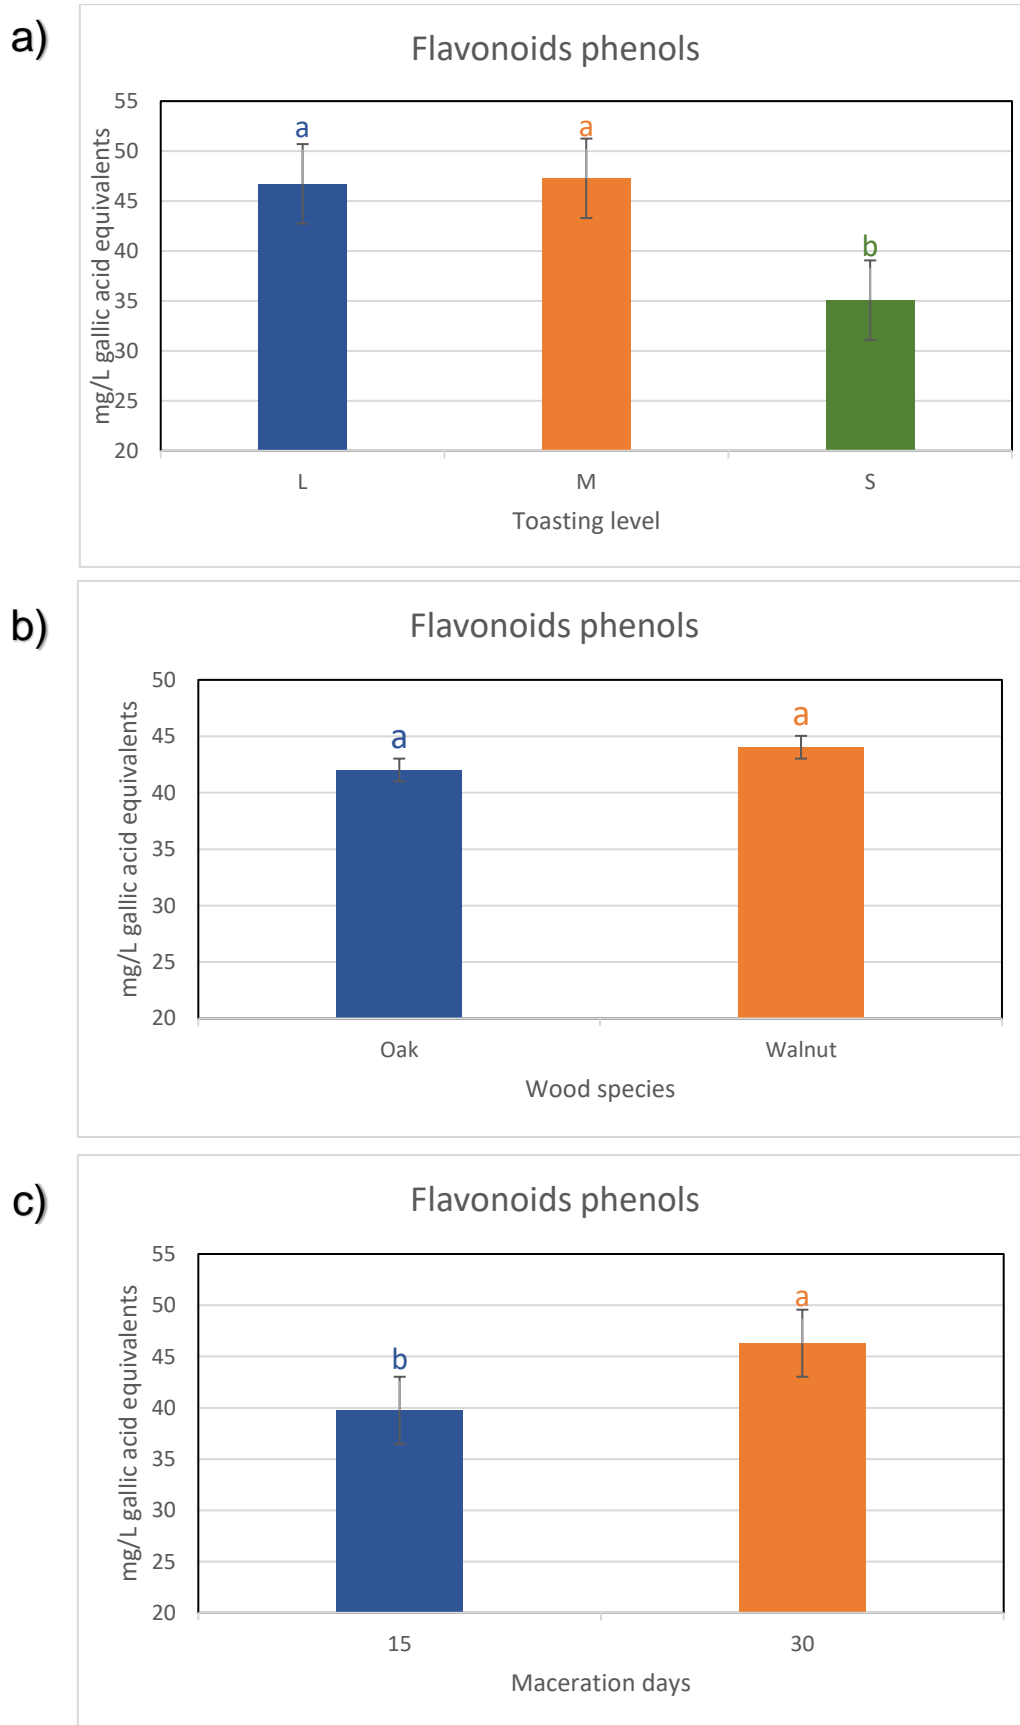 a)
Flavonoids phenols
mg/L gallic acid equivalents
55
50
45
40
35
30
25
20
a
a
b
L M S
Toasting level
b)
Flavonoids phenols
mg/L gallic acid equivalents
50
45
40
35
30
25
20
a
a
Oak Walnut
Wood species
c)
Flavonoids phenols
mg/L gallic acid equivalents
55
50
45
40
35
30
25
20
b
a
15 30
Maceration days